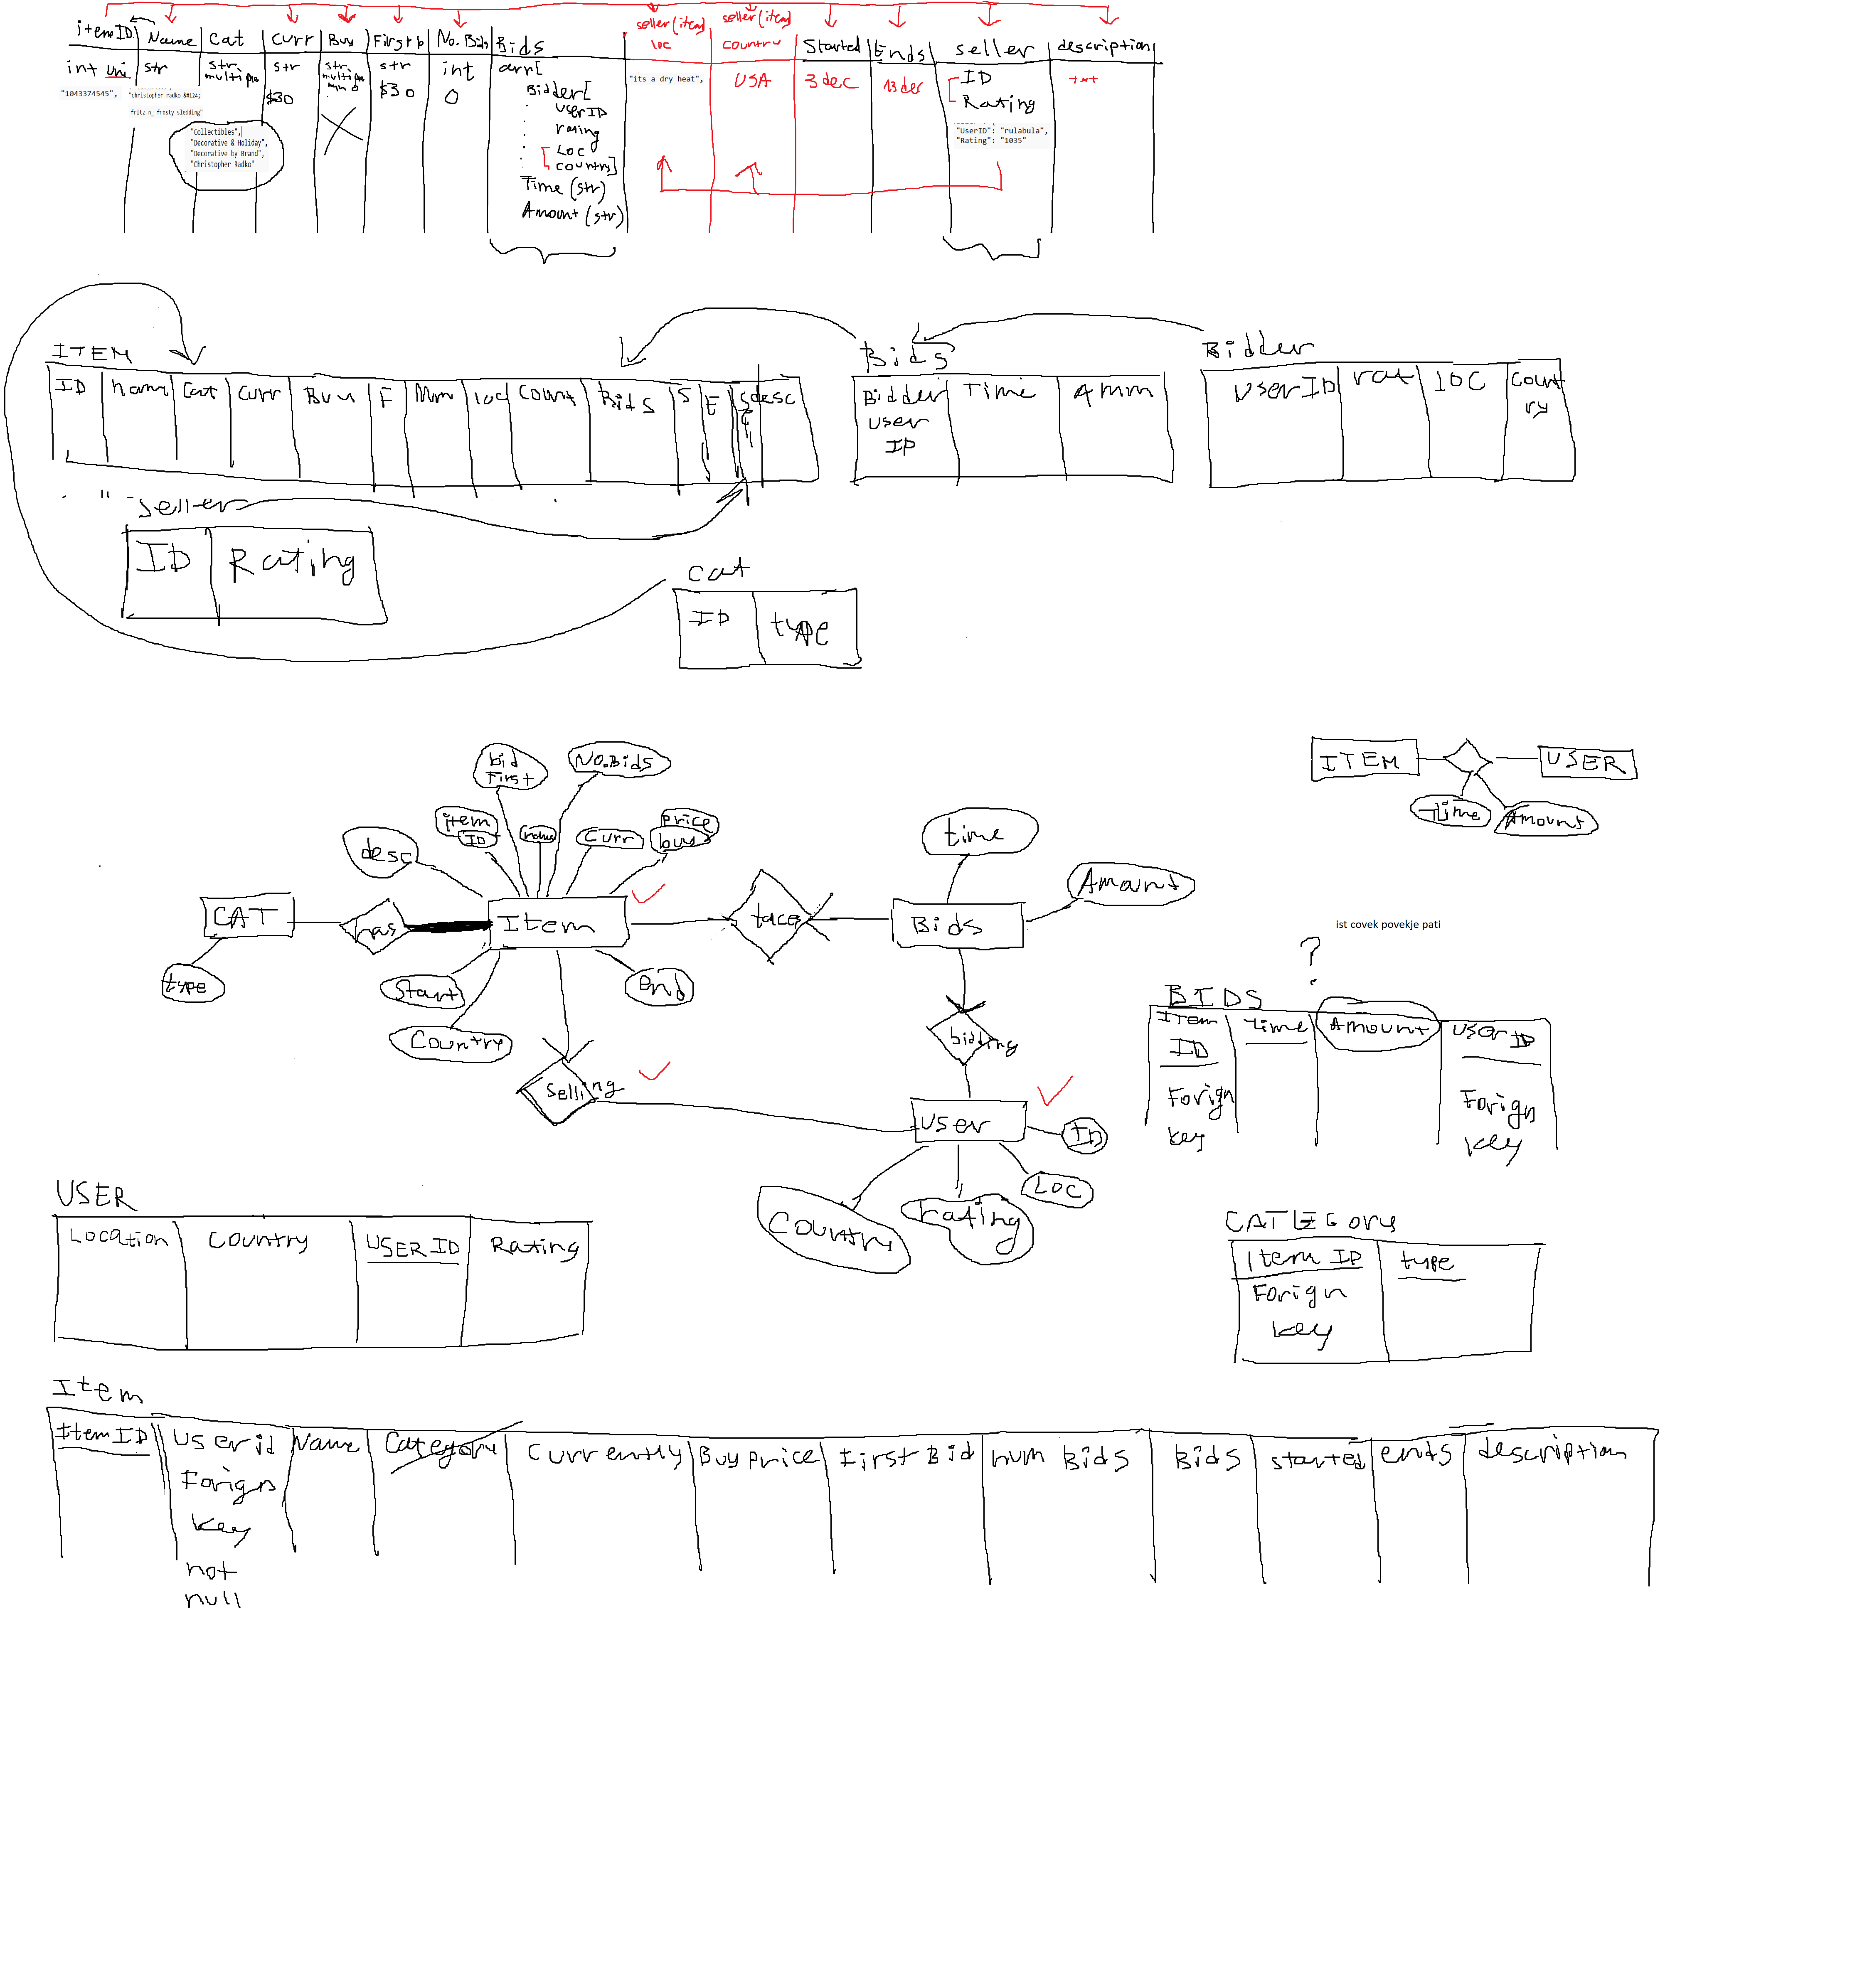 itemID
Name
Cat
Curr
Buy
First b
No. Bids
Bids
seller(item)
loc
seller(item)
country
Started
Ends
seller
description
int uni
"1043374545",
str
"christopher radko &#124;
fritz n_ frosty sledding"
str
"Collectibles",
"Decorative & Holiday",
"Decorative by Brand",
"Christopher Radko"
str
$30
str
str
$30
int
0
arr[
Bidder[
userID
rating
Loc
country]
Time (str)
Amount (str)
"its a dry heat",
USA
3 dec
13 dec
ID
Rating
"UserID": "rulabula",
"Rating": "1035"
txt
ITEM
ID
name
Cat
Curr
Buy
F
Num
loc
Count
Bids
S
E
desc
Bids
Bidder
user
ID
Time
Amm
Bidder
userID
rat
loc
count
ry
seller
ID
Rating
cat
ID
type
bid
First
No.Bids
item
ID
name
Curr
price
buy
desc
CAT
has
Item
type
Start
Country
end
time
Amount
Bids
bidding
Selling
User
ID
Loc
rating
Country
ITEM
USER
Time
Amount
ist covek povekje pati
?
BIDS
Item
ID
Forign
key
time
Amount
user ID
Forign
key
USER
Location
country
USER ID
Rating
CATEGory
Item ID
Forign
key
type
Item
Item ID
User id
Forign
key
not
null
Name
Category
Currently
Buy price
First Bid
num Bids
Bids
started
ends
description